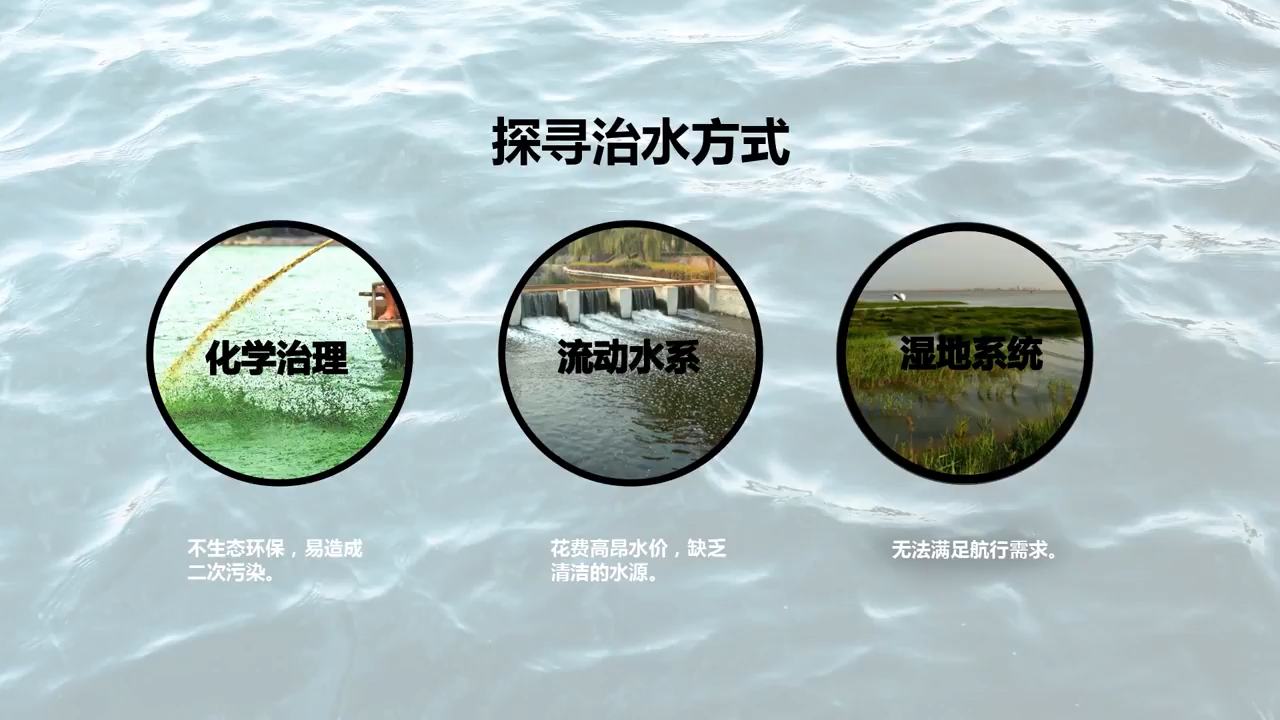 探寻治水方式
化学治理
流动水系
湿地系统
不生态环保，易造成
二次污染。
花费高昂水价，缺乏
清洁的水源。
无法满足航行需求。